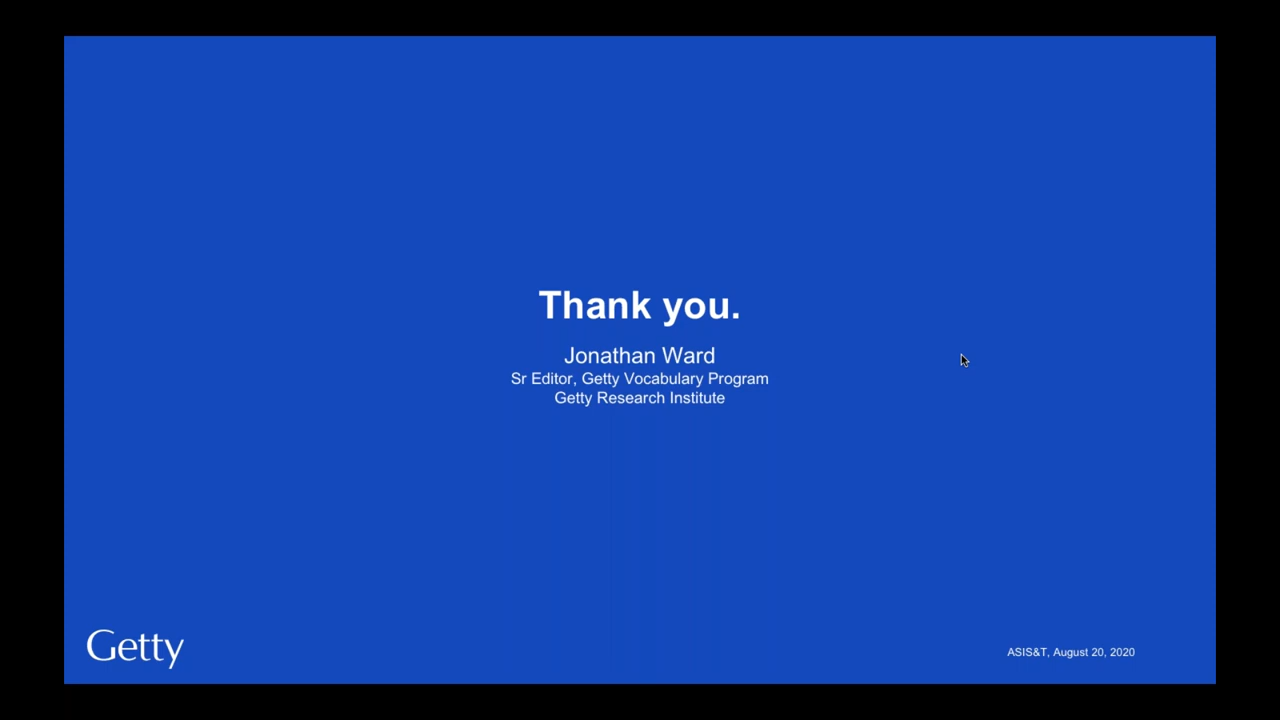 Thank you.
Jonathan Ward
Sr Editor, Getty Vocabulary Program
Getty Research Institute
Getty
ASIS&T, August 20, 2020